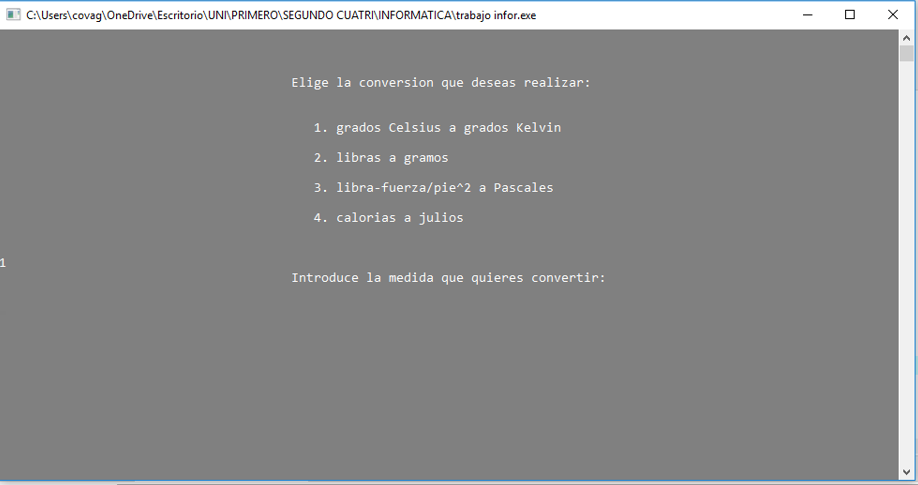 C:\Users\covag\OneDrive\Escritorio\UNI\PRIMERO\SEGUNDO CUATRI\INFORMATICA\trabajo infor.exe
Elige la conversion que deseas realizar:
1. grados Celsius a grados Kelvin
2. libras a gramos
3. libra-fuerza/pie^2 a Pascales
4. calorias a julios
1
Introduce la medida que quieres convertir: